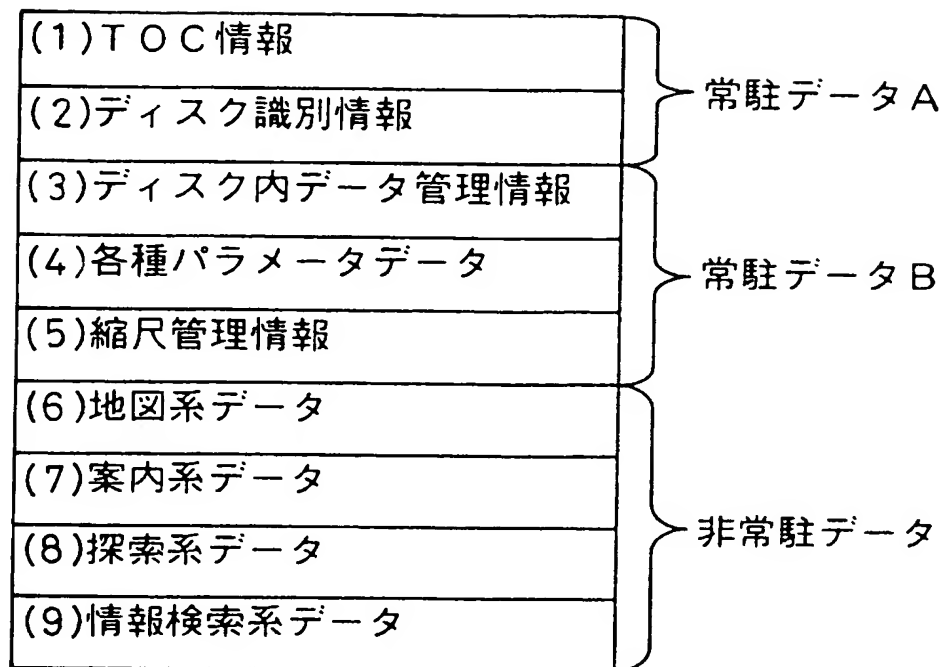 (1)TOC情報
(2)ディスク識別情報
常駐データA
(3)ディスク内データ管理情報
(4)各種パラメータデータ
(5)縮尺管理情報
常駐データB
(6)地図系データ
(7)案内系データ
(8)探索系データ
(9)情報検索系データ
非常駐データ